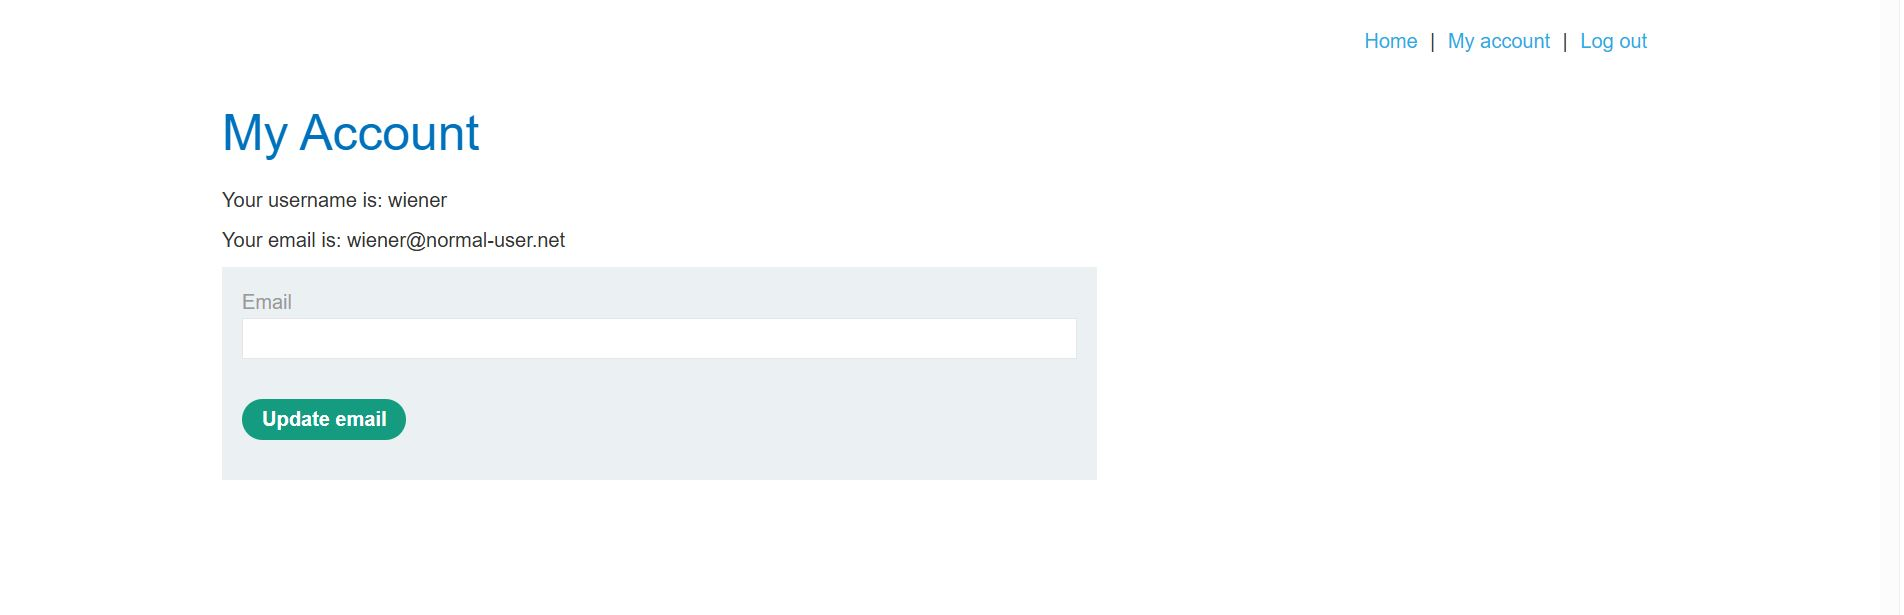 Home | My account | Log out
My Account
Your username is: wiener
Your email is: wiener@normal-user.net
Email
Update email